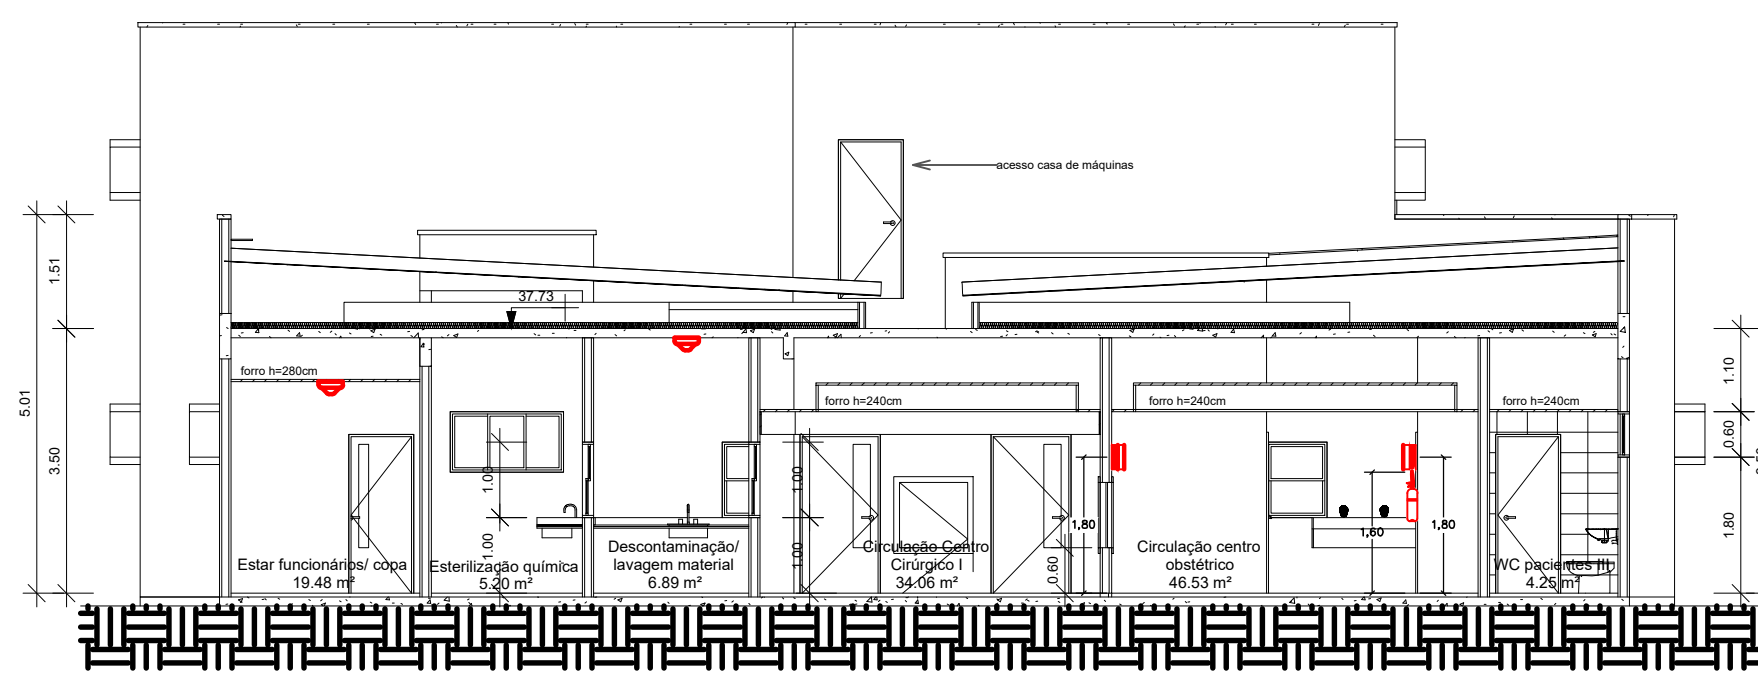 acesso casa de máquinas
1.51
37.73
5.01
3.50
forro h=280cm
forro h=240cm
forro h=240cm
forro h=240cm
1.10
0.60
1.80
1.00
1.00
1.00
1.00
0.60
1,80
1,60
1,80
Estar funcionários/ copa
19.48 m²
Esterilização química
5.20 m²
Descontaminação/
lavagem material
6.89 m²
Circulação Centro
Cirúrgico I
34.06 m²
Circulação centro
obstétrico
46.53 m²
WC pacientes III
4.25 m²